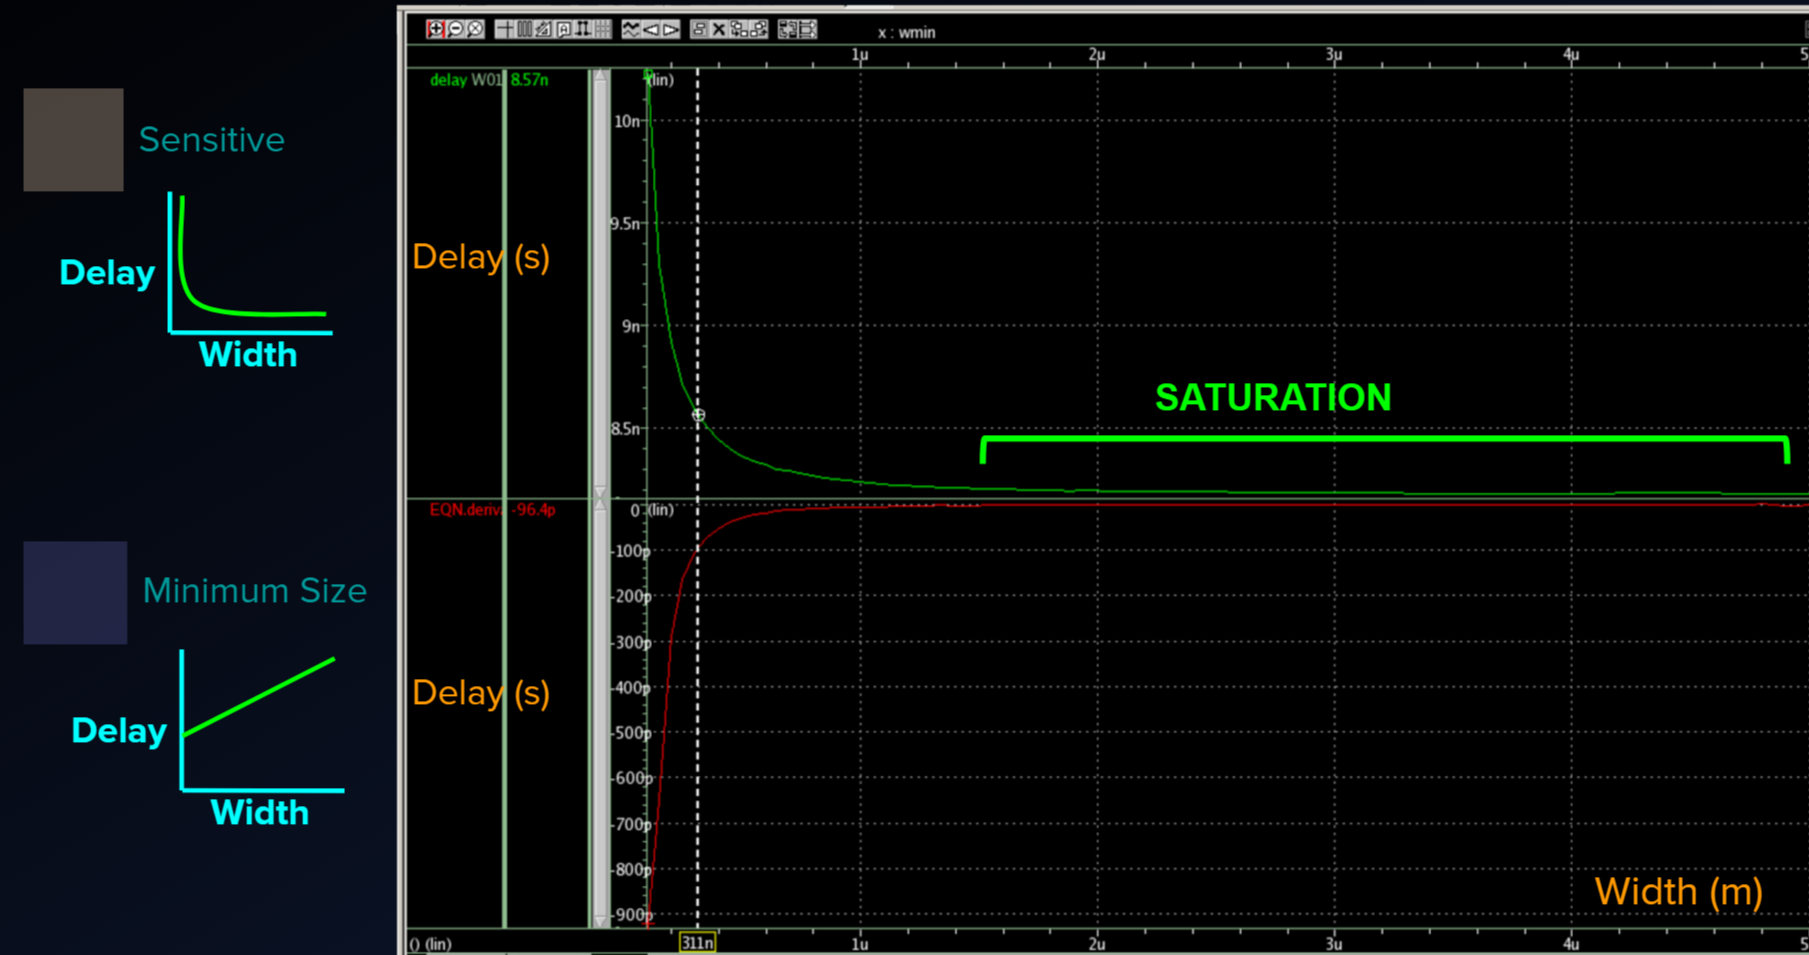 Sensitive
Delay
Width
Minimum Size
Delay
Width
x : wmin
1u 2u 3u 4u 5
delay W01 8.57n
(lin)
10n
9.5n
Delay (s)
9n
SATURATION
8.5n
EQN.deriv -96.4p
0 (lin)
-100p
-200p
-300p
-400p
Delay (s)
-500p
-600p
-700p
-800p
Width (m)
-900p
() (lin) 311n 1u 2u 3u 4u 5